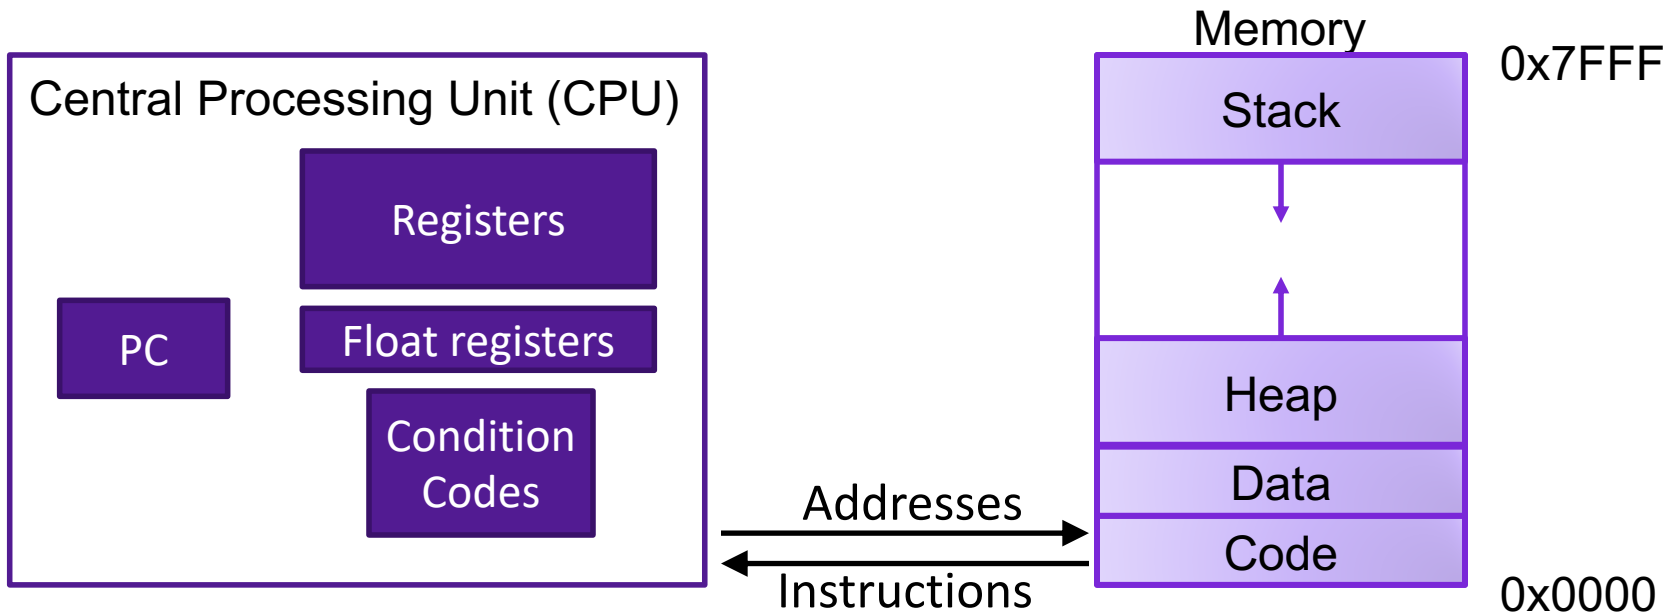 Central Processing Unit (CPU)
Registers
PC
Float registers
Condition
Codes
Addresses
Instructions
Memory
0x7FFF
Stack
Heap
Data
Code
0x0000